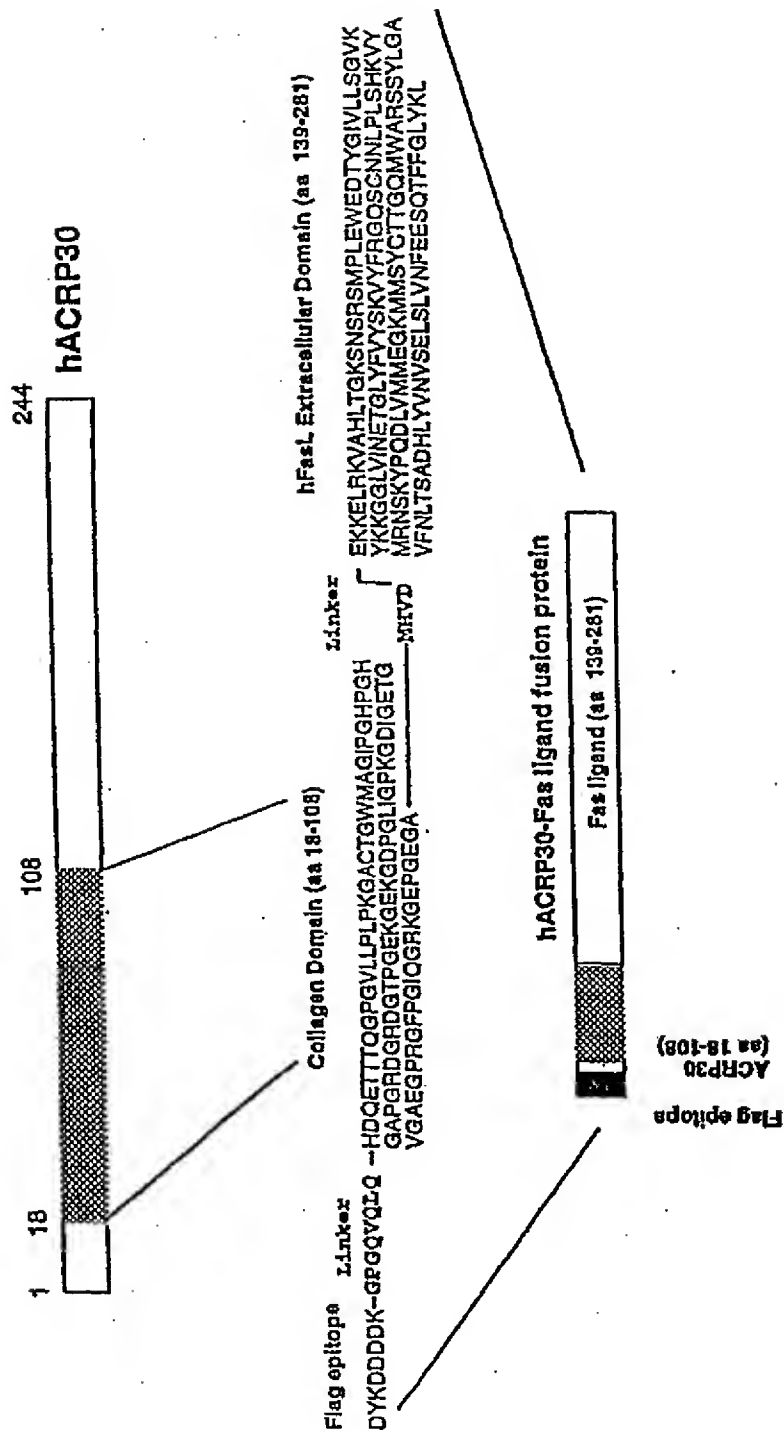 1 18 108 244
hACRP30
Collagen Domain (aa 18-108)
hFasL Extracellular Domain (aa 139-281)
Flag epitope
Linker
Linker
DYKDDDDK-GPGQVQLQ
–HDQETTTQGPGVLLPLPKGACTGWMAGIPGHPGH
GAPGRDGRDGTPGEKGEKGDPGLIGPKGDIGETG
VGAEGPRGFPGIQGRKGEPGEGA
MHVD
EKKELRKVAHLTGKSNSRSMPLEWEDTYGIVLLSGVK
YKKGGLVINETGLYFVYSKVYFRGQSCNNLPLSHKVY
MRNSKYPQDLVMMEGKMMSYCTTGQMWARSSYLGA
VFNLTSADHLYVNVSELSLVNFEESQTFFGLYKL
hACRP30-Fas ligand fusion protein
Fas ligand (aa 139-281)
Flag epitope
ACRP30
(aa 18-108)